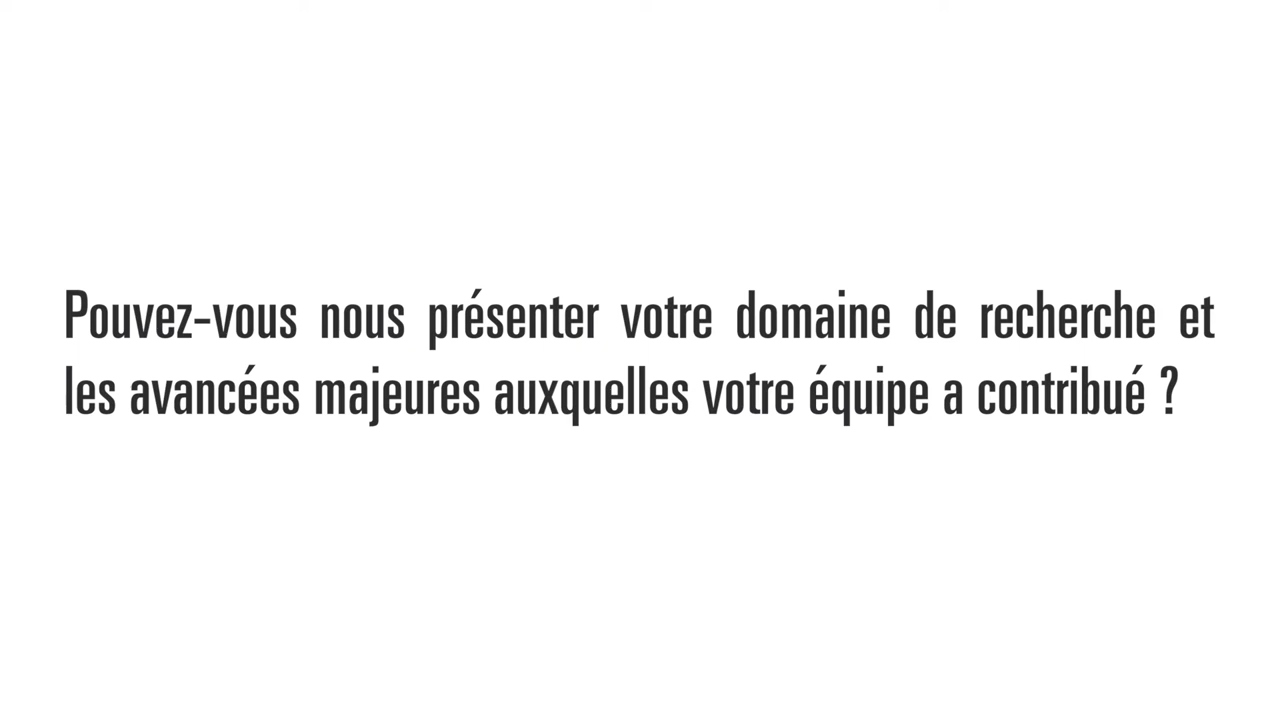 Pouvez-vous nous présenter votre domaine de recherche et
les avancées majeures auxquelles votre équipe a contribué ?